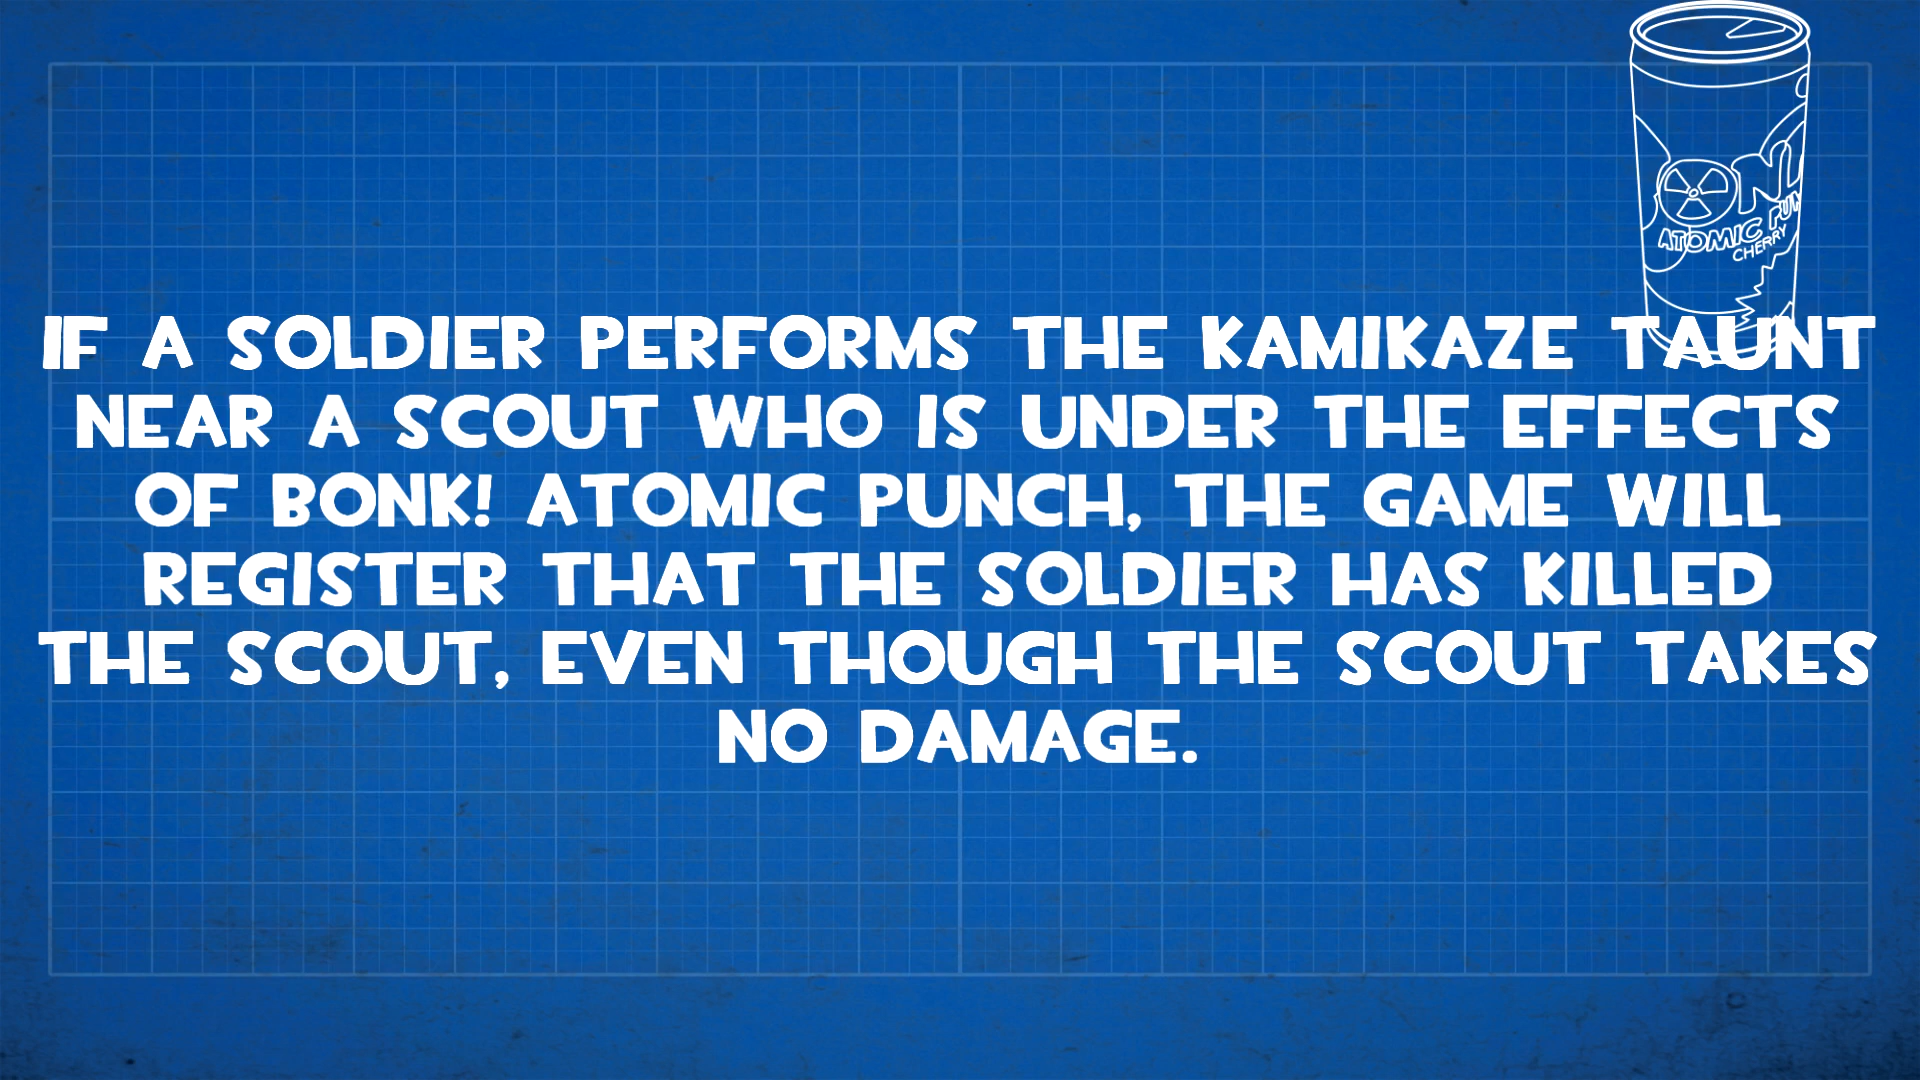 IF A SOLDIER PERFORMS THE KAMIKAZE TAUNT
NEAR A SCOUT WHO IS UNDER THE EFFECTS
OF BONK! ATOMIC PUNCH, THE GAME WILL
REGISTER THAT THE SOLDIER HAS KILLED
THE SCOUT, EVEN THOUGH THE SCOUT TAKES
NO DAMAGE.
ATOMIC
CHERRY